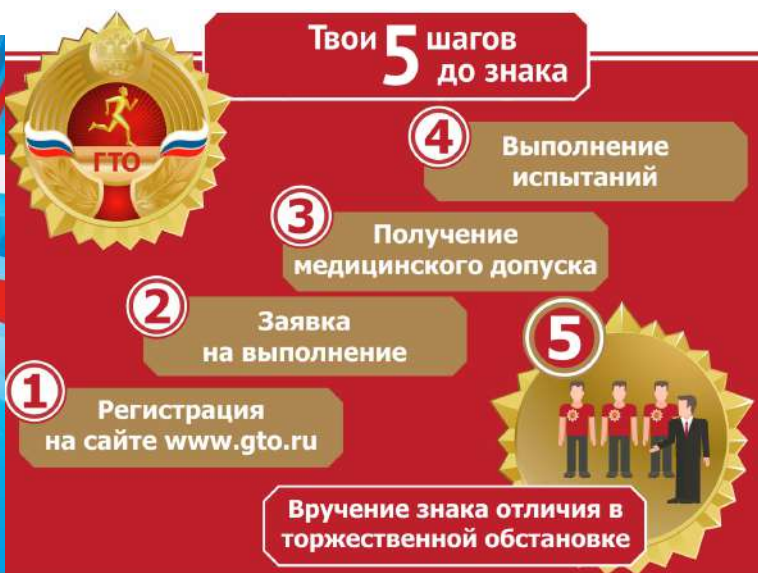 Твои 5 шагов
до знака
ГТО
4
Выполнение
испытаний
3
Получение
медицинского допуска
2
Заявка
на выполнение
1
Регистрация
на сайте www.gto.ru
5
Вручение знака отличия в
торжественной обстановке